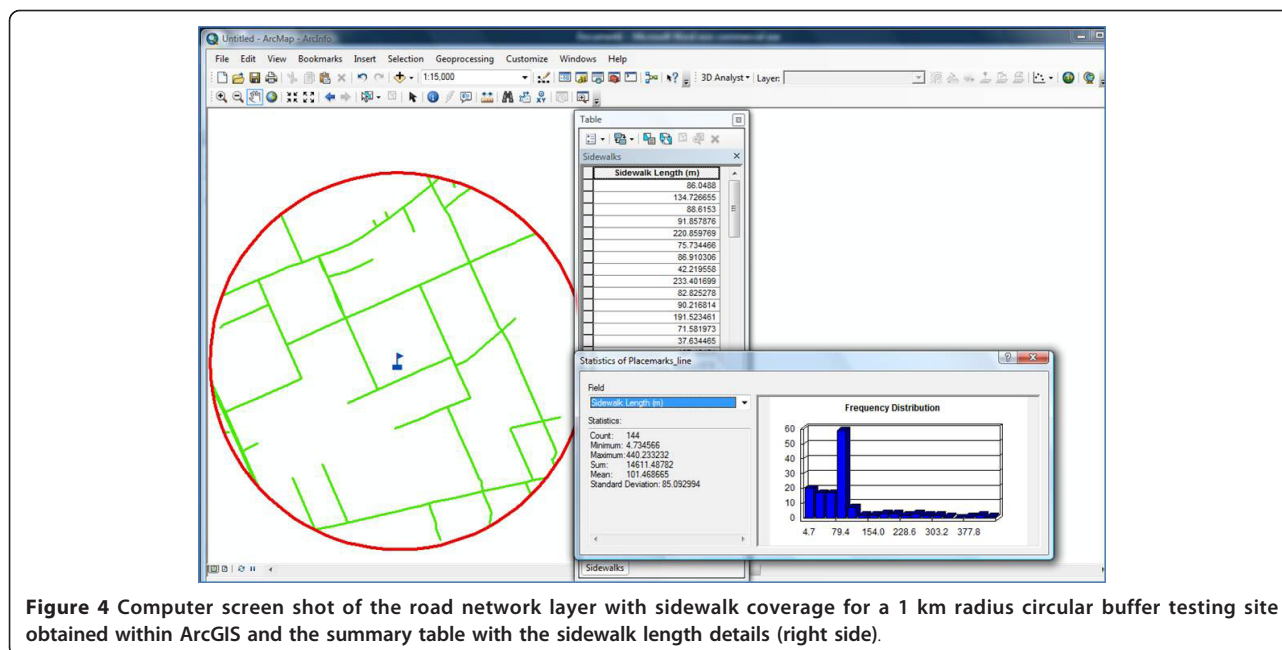 Untitled - ArcMap - ArcInfo
File Edit View Bookmarks Insert Selection Geoprocessing Customize Windows Help
1:15,000
3D Analyst
Layer:
Table
Sidewalks
Sidewalk Length (m)
86.0488
134.726655
88.6153
91.857876
220.859769
75.734466
86.910306
42.219558
233.401699
82.825278
90.216814
191.523461
71.581973
37.634465
Statistics of Placemarks_line
Field
Sidewalk Length (m)
Statistics:
Count: 144
Minimum: 4.734566
Maximum: 440.233232
Sum: 14611.48782
Mean: 101.468665
Standard Deviation: 85.092994
Frequency Distribution
60
50
40
30
20
10
0
4.7 79.4 154.0 228.6 303.2 377.8
Sidewalks
Figure 4 Computer screen shot of the road network layer with sidewalk coverage for a 1 km radius circular buffer testing site
obtained within ArcGIS and the summary table with the sidewalk length details (right side).